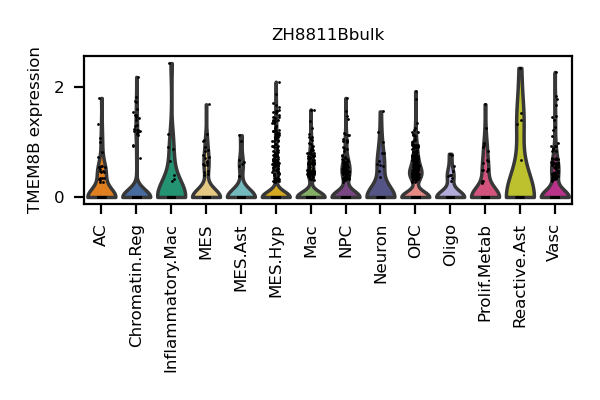 ZH8811Bbulk
TMEM8B expression
2
0
AC
Chromatin.Reg
Inflammatory.Mac
MES
MES.Ast
MES.Hyp
Mac
NPC
Neuron
OPC
Oligo
Prolif.Metab
Reactive.Ast
Vasc